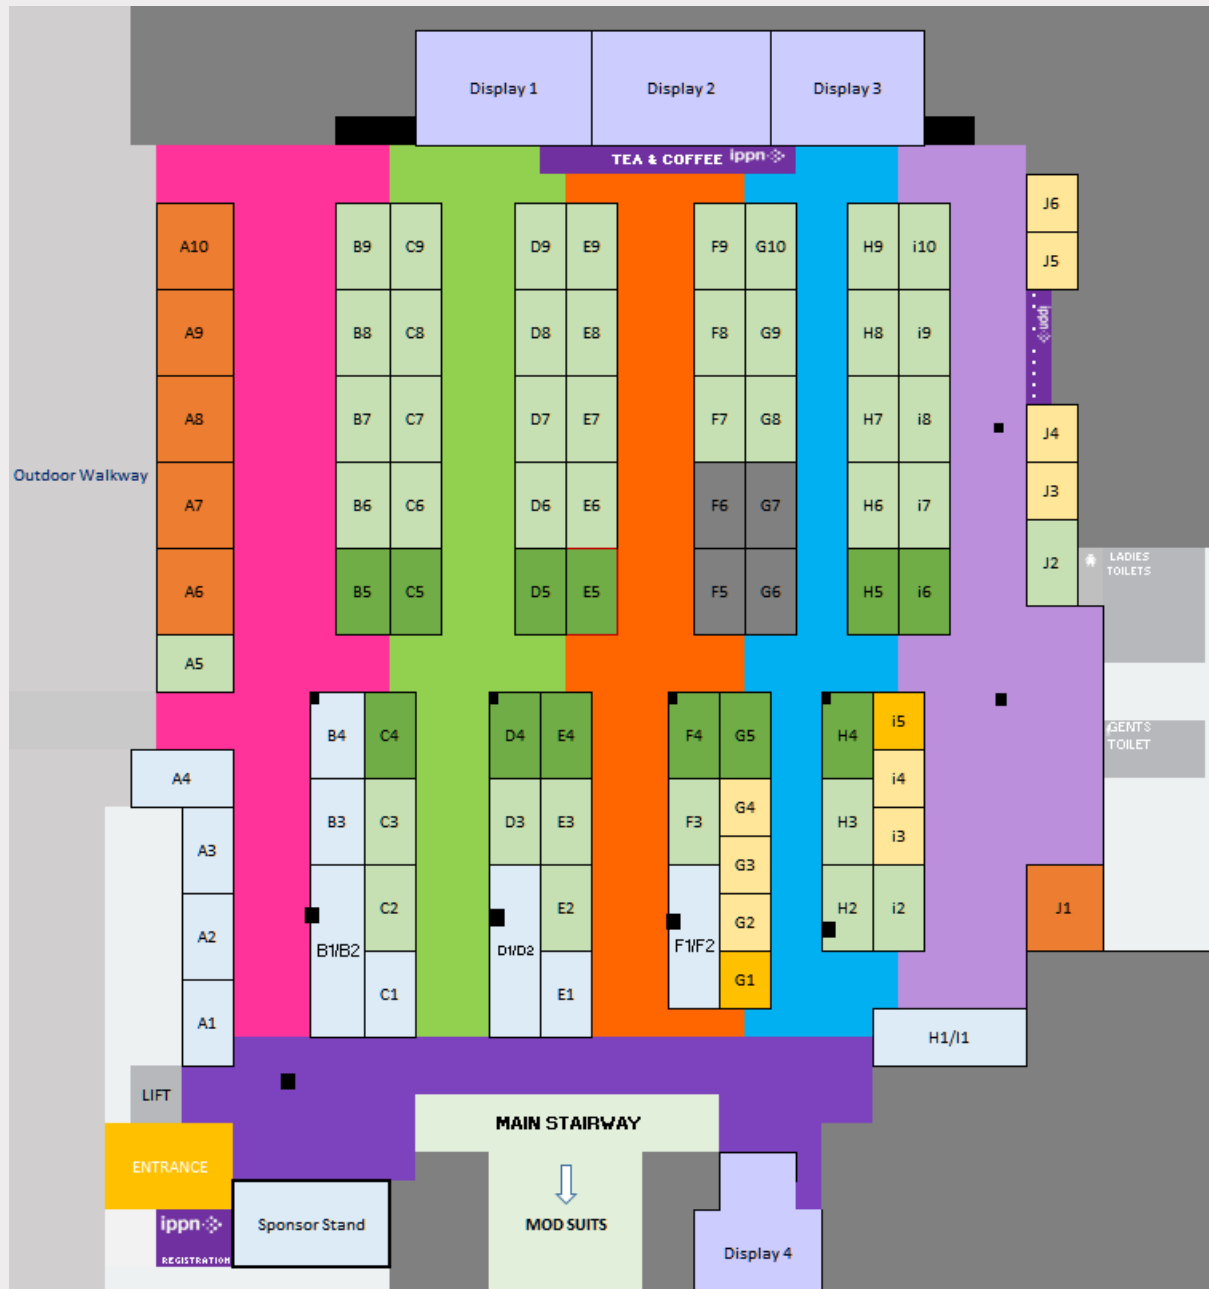 Display 1 Display 2 Display 3
TEA & COFFEE ippn
J6
A10 B9 C9 D9 E9 F9 G10 H9 i10 J5
A9 B8 C8 D8 E8 F8 G9 H8 i9 ippn
A8 B7 C7 D7 E7 F7 G8 H7 i8 J4
Outdoor Walkway
A7 B6 C6 D6 E6 F6 G7 H6 i7 J3
LADIES
TOILETS
A6 B5 C5 D5 E5 F5 G6 H5 i6 J2
A5
GENTS
TOILET
B4 C4 D4 E4 F4 G5 H4 i5
A4 i4
G4
A3 B3 C3 D3 E3 F3 H3 i3
G3
A2 C2 E2 G2 H2 i2 J1
B1/B2 D1/D2 F1/F2
G1
A1 C1 E1 H1/I1
LIFT
MAIN STAIRWAY
ENTRANCE
ippn
REGISTRATION
Sponsor Stand
MOD SUITS
Display 4